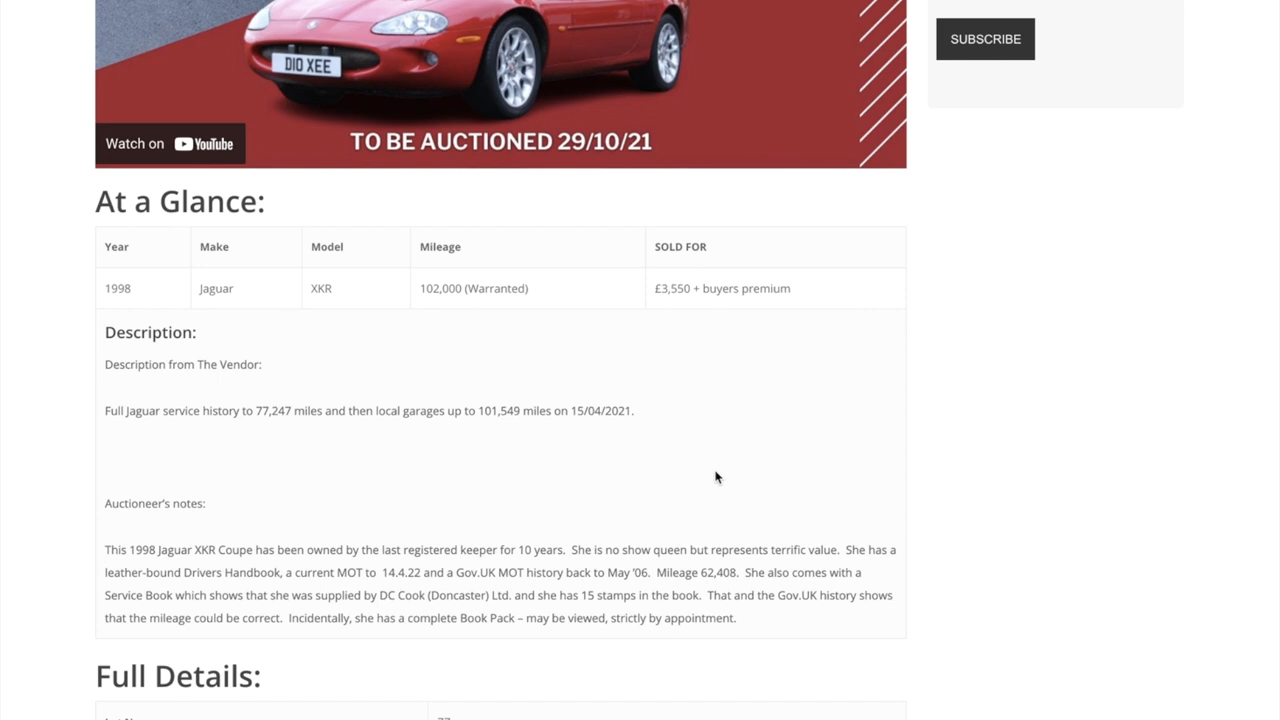 SUBSCRIBE
D10 XEE
Watch on YouTube
TO BE AUCTIONED 29/10/21
At a Glance:
Year Make Model Mileage SOLD FOR
1998 Jaguar XKR 102,000 (Warranted) £3,550 + buyers premium
Description:
Description from The Vendor:
Full Jaguar service history to 77,247 miles and then local garages up to 101,549 miles on 15/04/2021.
Auctioneer's notes:
This 1998 Jaguar XKR Coupe has been owned by the last registered keeper for 10 years. She is no show queen but represents terrific value. She has a
leather-bound Drivers Handbook, a current MOT to 14.4.22 and a Gov.UK MOT history back to May '06. Mileage 62,408. She also comes with a
Service Book which shows that she was supplied by DC Cook (Doncaster) Ltd. and she has 15 stamps in the book. That and the Gov.UK history shows
that the mileage could be correct. Incidentally, she has a complete Book Pack – may be viewed, strictly by appointment.
Full Details: